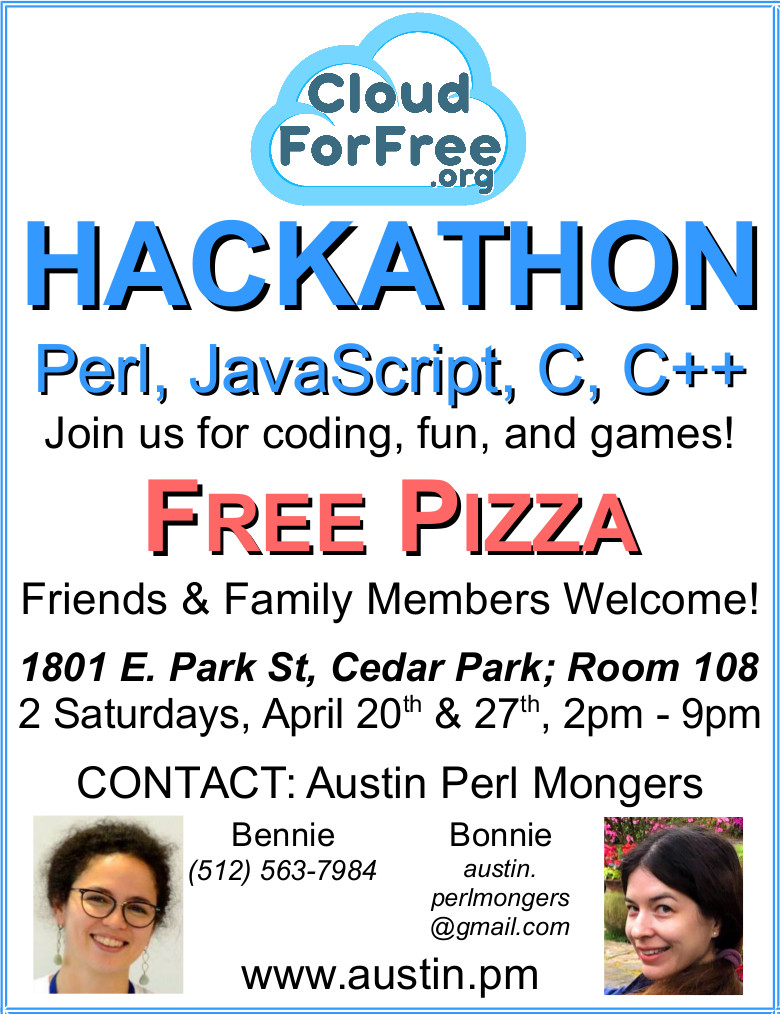 Cloud
ForFree
.org
HACKATHON
Perl, JavaScript, C, C++
Join us for coding, fun, and games!
FREE PIZZA
Friends & Family Members Welcome!
1801 E. Park St, Cedar Park; Room 108
2 Saturdays, April 20th & 27th, 2pm - 9pm
CONTACT: Austin Perl Mongers
Bennie
(512) 563-7984
Bonnie
austin.
perlmongers
@gmail.com
www.austin.pm